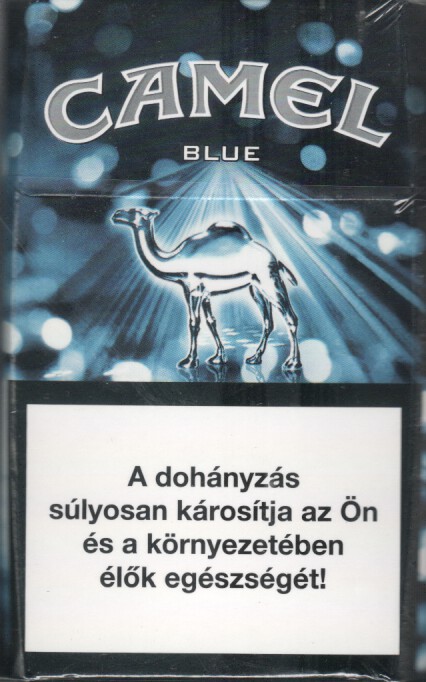 CAMEL
BLUE
A dohányzás
súlyosan károsítja az Ön
és a környezetében
élők egészségét!